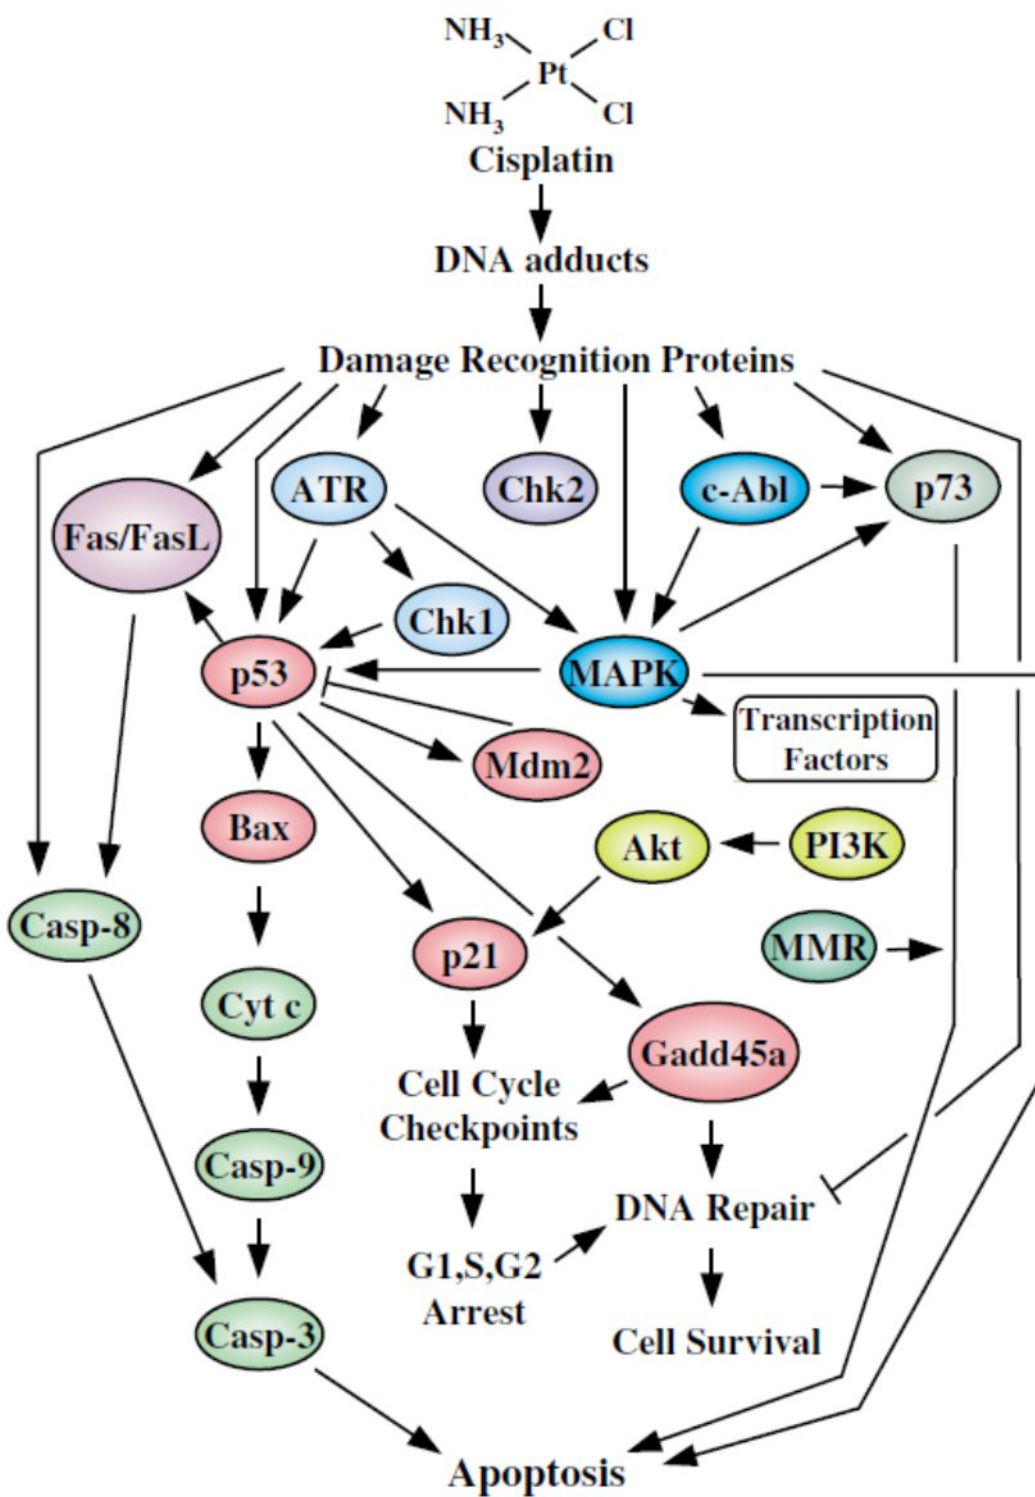 NH3 Cl
Pt
NH3 Cl
Cisplatin
DNA adducts
Damage Recognition Proteins
ATR
Chk2
c-Abl
p73
Fas/FasL
Chk1
p53
MAPK
Transcription
Factors
Mdm2
Bax
Akt
PI3K
Casp-8
p21
MMR
Cyt c
Gadd45a
Cell Cycle
Checkpoints
Casp-9
DNA Repair
G1,S,G2
Arrest
Casp-3
Cell Survival
Apoptosis